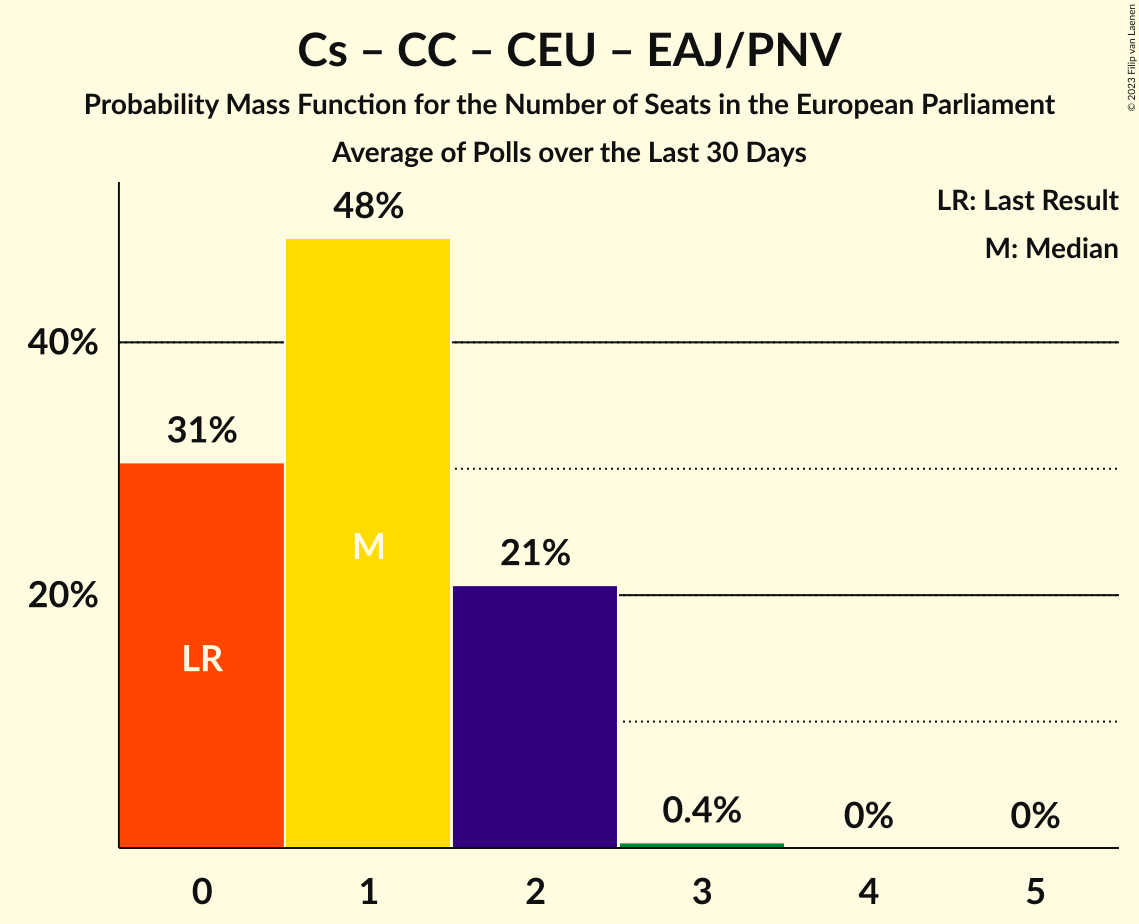 Cs – CC – CEU – EAJ/PNV
Probability Mass Function for the Number of Seats in the European Parliament
Average of Polls over the Last 30 Days
© 2023 Filip van Laenen
LR: Last Result
M: Median
48%
40%
31%
M
21%
20%
LR
0.4%
0%
0%
0
1
2
3
4
5